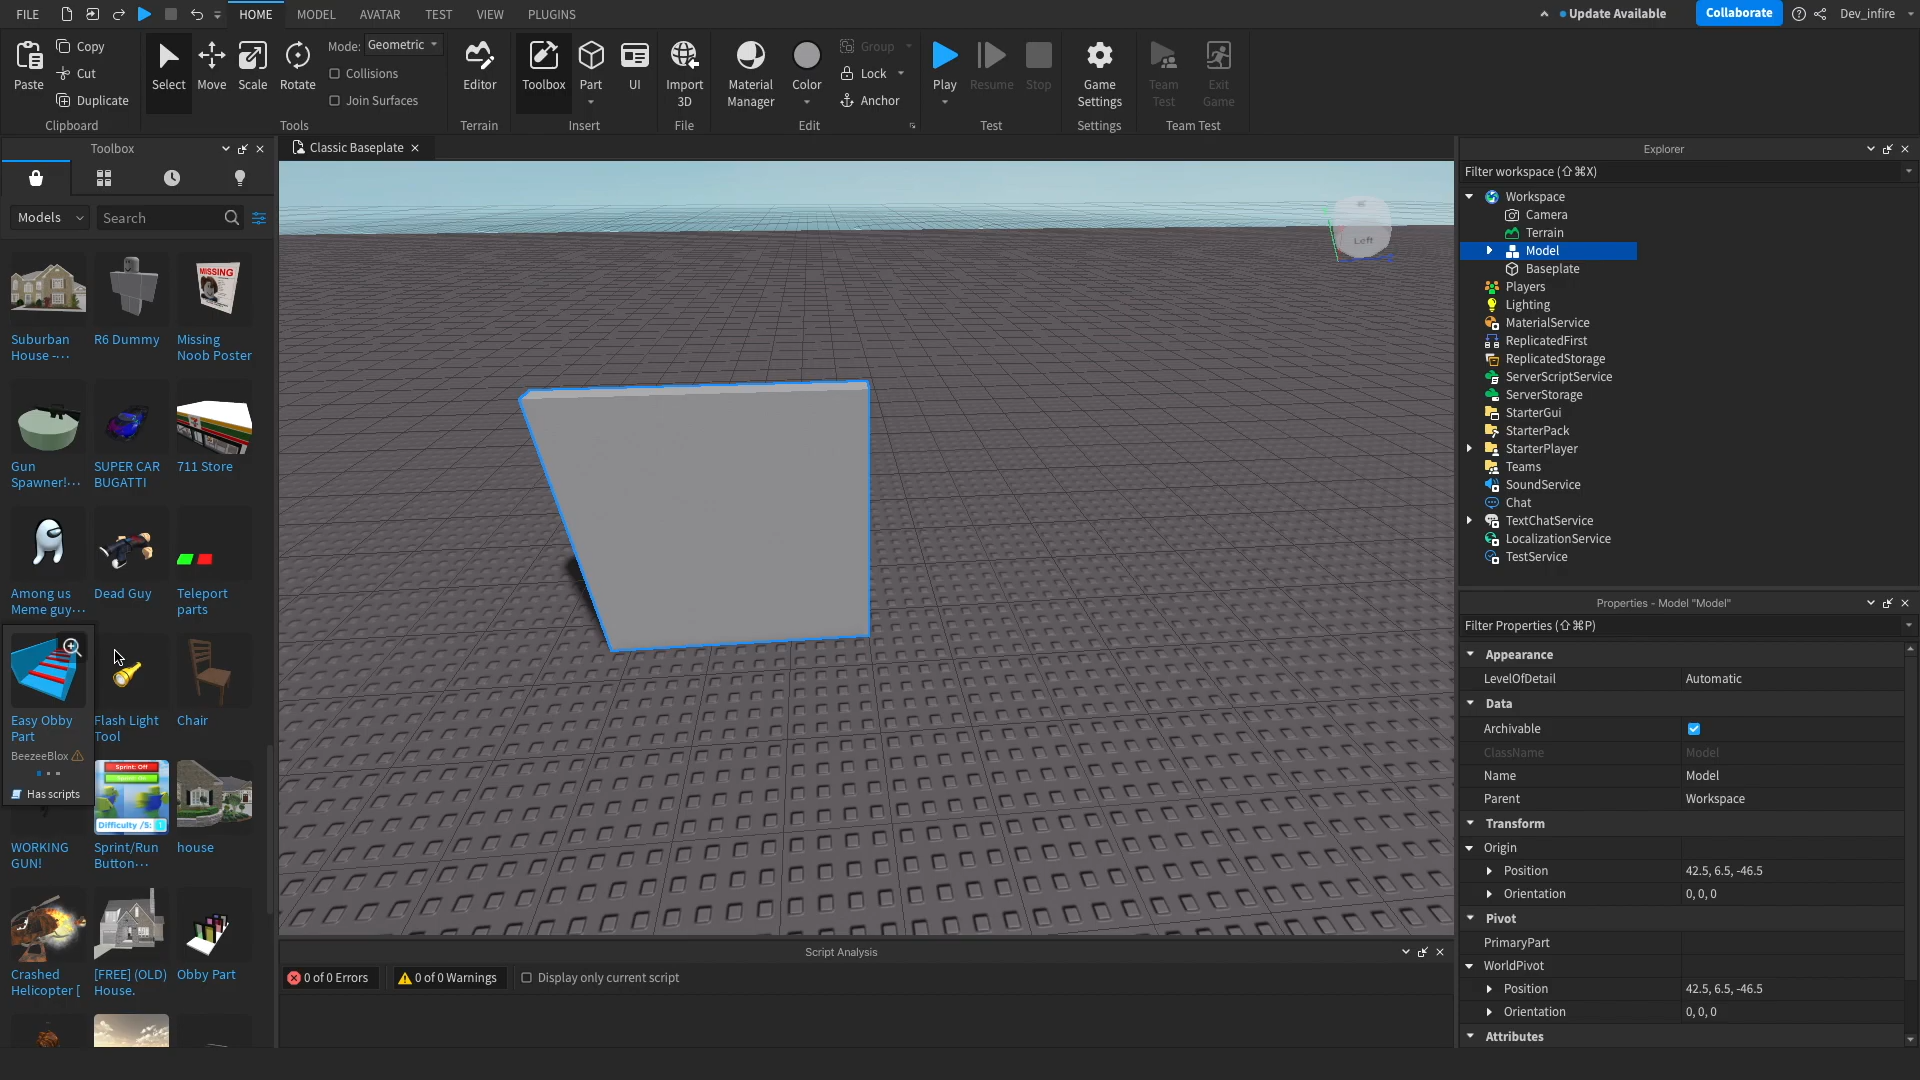 FILE HOME MODEL AVATAR TEST VIEW PLUGINS Update Available Collaborate Dev_infire
Paste
Copy
Cut
Duplicate
Clipboard
Select Move Scale Rotate
Mode: Geometric
Collisions
Join Surfaces
Tools
Editor
Terrain
Toolbox Part UI
Insert
Import
3D
File
Material
Manager
Color
Group
Lock
Anchor
Edit
Play Resume Stop
Test
Game
Settings
Settings
Team
Test
Exit
Game
Team Test
Toolbox
Models Search
Suburban
House -...
R6 Dummy
MISSING
Missing
Noob Poster
Gun
Spawner!...
SUPER CAR
BUGATTI
711 Store
Among us
Meme guy...
Dead Guy
Teleport
parts
Easy Obby
Part
BeezeeBlox
Has scripts
Flash Light
Tool
Chair
WORKING
GUN!
Sprint: Off
Difficulty /5: 1
Sprint/Run
Button...
house
Crashed
Helicopter [
[FREE] (OLD)
House.
Obby Part
Classic Baseplate
Left
Script Analysis
0 of 0 Errors 0 of 0 Warnings Display only current script
Explorer
Filter workspace (⇧⌘X)
Workspace
Camera
Terrain
Model
Baseplate
Players
Lighting
MaterialService
ReplicatedFirst
ReplicatedStorage
ServerScriptService
ServerStorage
StarterGui
StarterPack
StarterPlayer
Teams
SoundService
Chat
TextChatService
LocalizationService
TestService
Properties - Model "Model"
Filter Properties (⇧⌘P)
Appearance
LevelOfDetail Automatic
Data
Archivable
ClassName Model
Name Model
Parent Workspace
Transform
Origin
Position 42.5, 6.5, -46.5
Orientation 0, 0, 0
Pivot
PrimaryPart
WorldPivot
Position 42.5, 6.5, -46.5
Orientation 0, 0, 0
Attributes